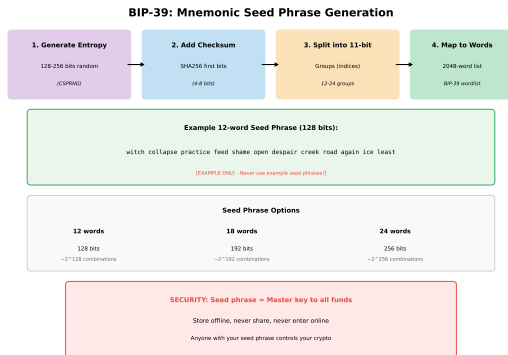 BIP-39: Mnemonic Seed Phrase Generation
1. Generate Entropy
128-256 bits random
(CSPRNG)
2. Add Checksum
SHA256 first bits
(4-8 bits)
3. Split into 11-bit
Groups (indices)
12-24 groups
4. Map to Words
2048-word list
BIP-39 wordlist
Example 12-word Seed Phrase (128 bits):
witch collapse practice feed shame open despair creek road again ice least
[EXAMPLE ONLY - Never use example seed phrases!]
Seed Phrase Options
12 words
18 words
24 words
128 bits
192 bits
256 bits
~2^128 combinations
~2^192 combinations
~2^256 combinations
SECURITY: Seed phrase = Master key to all funds
Store offline, never share, never enter online
Anyone with your seed phrase controls your crypto